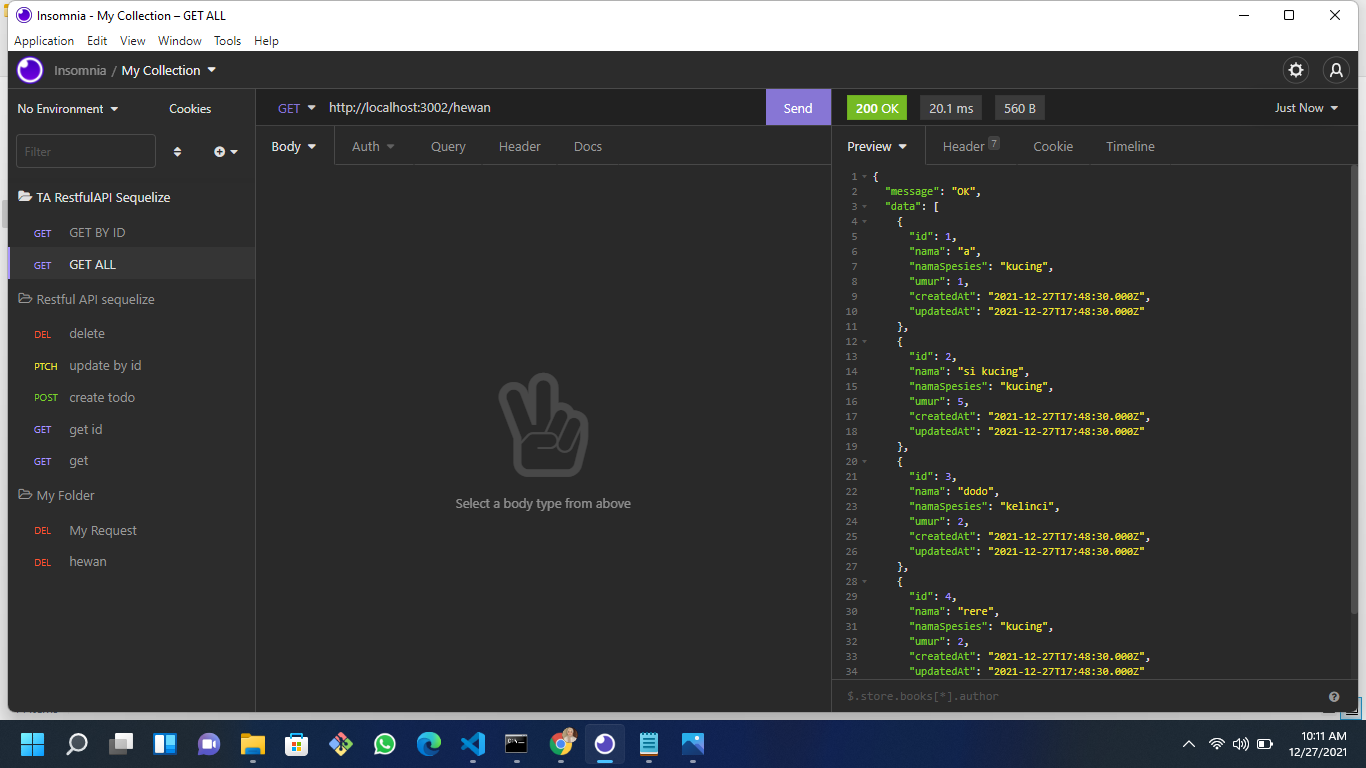 Insomnia - My Collection – GET ALL
Application Edit View Window Tools Help
Insomnia / My Collection
No Environment Cookies
Filter
TA RestfulAPI Sequelize
GET GET BY ID
GET GET ALL
Restful API sequelize
DEL delete
PTCH update by id
POST create todo
GET get id
GET get
My Folder
DEL My Request
DEL hewan
GET http://localhost:3002/hewan Send
Body Auth Query Header Docs
Select a body type from above
200 OK 20.1 ms 560 B Just Now
Preview Header 7 Cookie Timeline
1 {
2 "message": "OK",
3 "data": [
4 {
5 "id": 1,
6 "nama": "a",
7 "namaSpesies": "kucing",
8 "umur": 1,
9 "createdAt": "2021-12-27T17:48:30.000Z",
10 "updatedAt": "2021-12-27T17:48:30.000Z"
11 },
12 {
13 "id": 2,
14 "nama": "si kucing",
15 "namaSpesies": "kucing",
16 "umur": 5,
17 "createdAt": "2021-12-27T17:48:30.000Z",
18 "updatedAt": "2021-12-27T17:48:30.000Z"
19 },
20 {
21 "id": 3,
22 "nama": "dodo",
23 "namaSpesies": "kelinci",
24 "umur": 2,
25 "createdAt": "2021-12-27T17:48:30.000Z",
26 "updatedAt": "2021-12-27T17:48:30.000Z"
27 },
28 {
29 "id": 4,
30 "nama": "rere",
31 "namaSpesies": "kucing",
32 "umur": 2,
33 "createdAt": "2021-12-27T17:48:30.000Z",
34 "updatedAt": "2021-12-27T17:48:30.000Z"
$.store.books[*].author
10:11 AM
12/27/2021